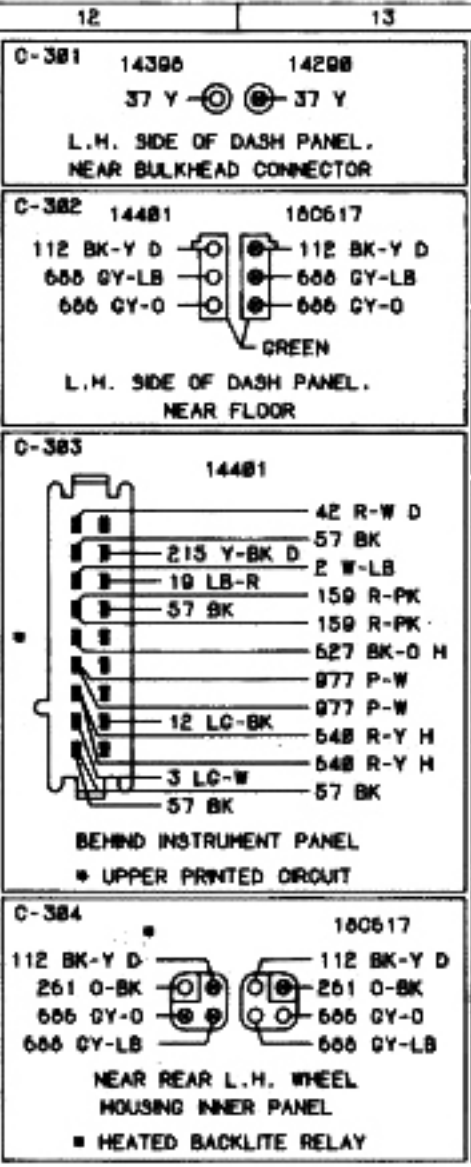 12 13
C-301
14398 14290
37 Y 37 Y
L.H. SIDE OF DASH PANEL,
NEAR BULKHEAD CONNECTOR
C-302
14401 18C617
112 BK-Y D 112 BK-Y D
688 GY-LB 688 GY-LB
686 GY-O 686 GY-O
GREEN
L.H. SIDE OF DASH PANEL,
NEAR FLOOR
C-303
14401
42 R-W D
57 BK
215 Y-BK D
2 W-LB
19 LB-R
159 R-PK
57 BK
159 R-PK
*
627 BK-O H
977 P-W
977 P-W
12 LG-BK
640 R-Y H
640 R-Y H
3 LG-W
57 BK
57 BK
BEHIND INSTRUMENT PANEL
* UPPER PRINTED CIRCUIT
C-304
* 18C617
112 BK-Y D 112 BK-Y D
261 O-BK 261 O-BK
686 GY-O 686 GY-O
688 GY-LB 688 GY-LB
NEAR REAR L.H. WHEEL
HOUSING INNER PANEL
* HEATED BACKLITE RELAY